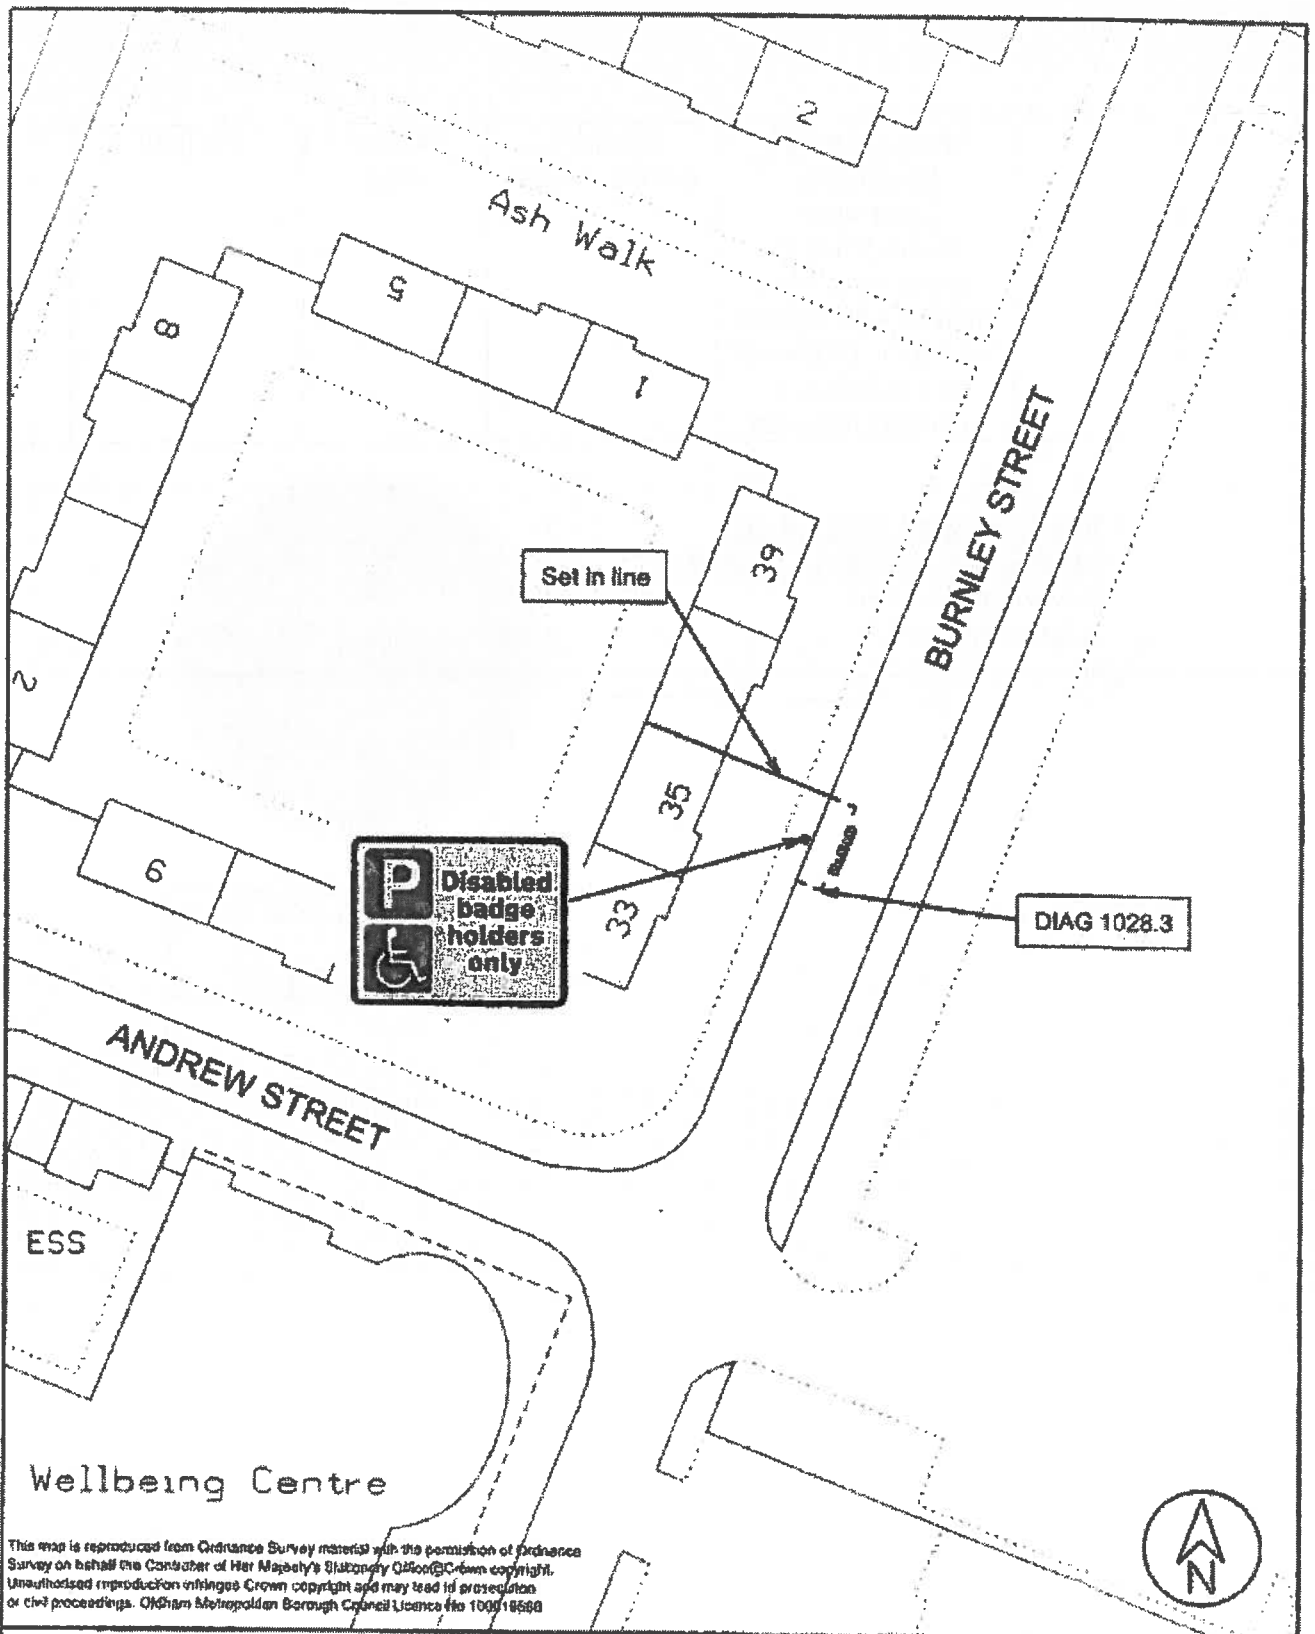 2
Ash Walk
5
1
8
39
BURNLEY STREET
Set in line
2
35
6
P
Disabled
badge
holders
only
33
DISABLED
DIAG 1028.3
ANDREW STREET
ESS
Wellbeing Centre
N
This map is reproduced from Ordnance Survey material with the permission of Ordnance
Survey on behalf the Controller of Her Majesty's Stationery Office©Crown copyright.
Unauthorised reproduction infringes Crown copyright and may lead to prosecution
or civil proceedings. Oldham Metropolitan Borough Council Licence No